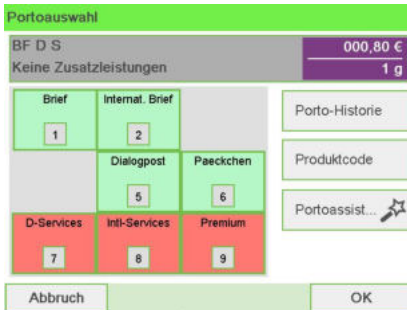 Portoauswahl
BF D S
000,80 €
Keine Zusatzleistungen
1 g
Brief
1
Internat. Brief
2
Porto-Historie
Dialogpost
5
Paeckchen
6
Produktcode
Portoassist...
D-Services
7
Intl-Services
8
Premium
9
Abbruch
OK